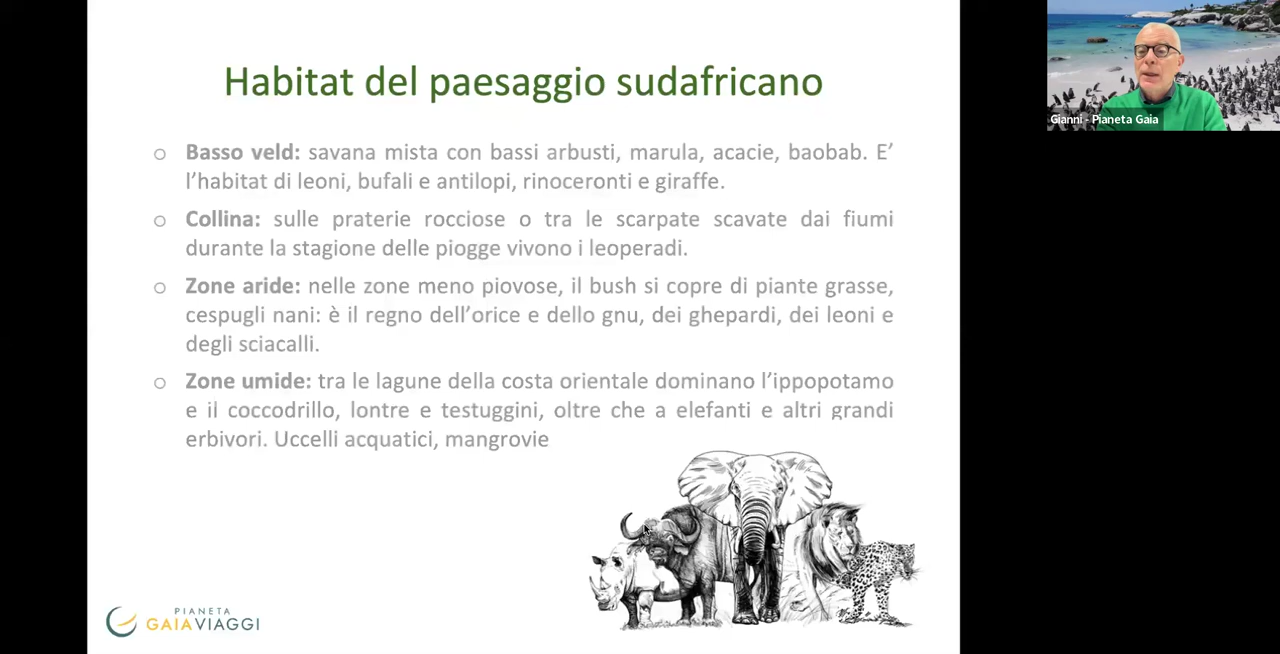 Habitat del paesaggio sudafricano
o Basso veld: savana mista con bassi arbusti, marula, acacie, baobab. E’
l’habitat di leoni, bufali e antilopi, rinoceronti e giraffe.
o Collina: sulle praterie rocciose o tra le scarpate scavate dai fiumi
durante la stagione delle piogge vivono i leoperadi.
o Zone aride: nelle zone meno piovose, il bush si copre di piante grasse,
cespugli nani: è il regno dell’orice e dello gnu, dei ghepardi, dei leoni e
degli sciacalli.
o Zone umide: tra le lagune della costa orientale dominano l’ippopotamo
e il coccodrillo, lontre e testuggini, oltre che a elefanti e altri grandi
erbivori. Uccelli acquatici, mangrovie
PIANETA
GAIAVIAGGI
Gianni - Pianeta Gaia